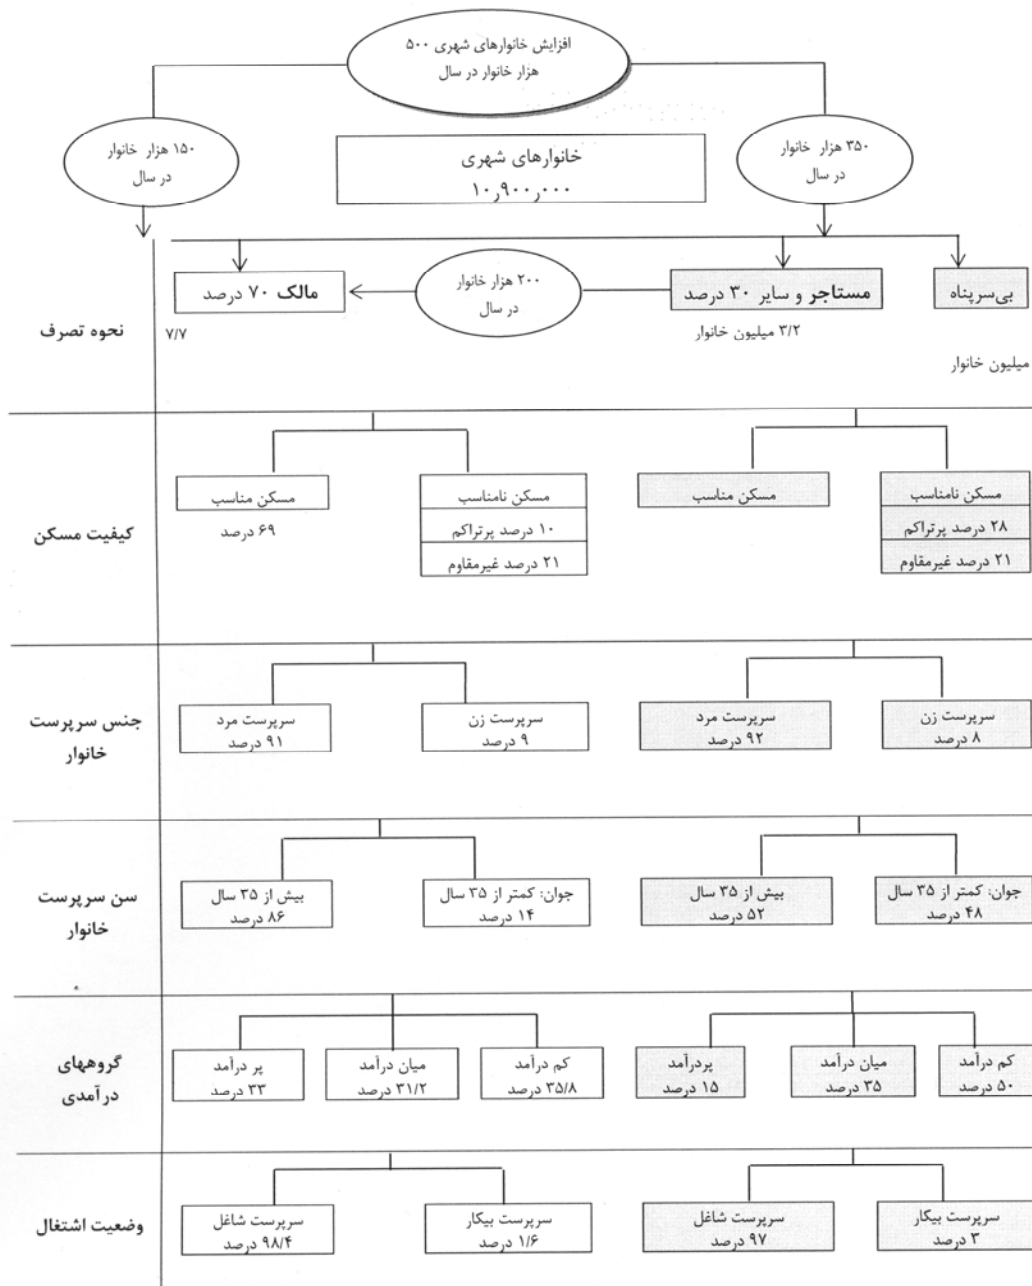 افزایش خانوارهای شهری ۵۰۰
هزار خانوار در سال
۳۵۰ هزار خانوار
در سال
خانوارهای شهری
۱۰٫۹۰۰٫۰۰۰
۱۵۰ هزار خانوار
در سال
بی‌سرپناه
مستاجر و سایر ۳۰ درصد
۲۰۰ هزار خانوار
در سال
مالک ۷۰ درصد
نحوه تصرف
۳/۲ میلیون خانوار
۷/۷
میلیون خانوار
کیفیت مسکن
مسکن نامناسب
۲۸ درصد پرتراکم
۲۱ درصد غیرمقاوم
مسکن مناسب
مسکن نامناسب
۱۰ درصد پرتراکم
۲۱ درصد غیرمقاوم
مسکن مناسب
۶۹ درصد
جنس سرپرست
خانوار
سرپرست زن
۸ درصد
سرپرست مرد
۹۲ درصد
سرپرست زن
۹ درصد
سرپرست مرد
۹۱ درصد
سن سرپرست
خانوار
جوان: کمتر از ۳۵ سال
۴۸ درصد
بیش از ۳۵ سال
۵۲ درصد
جوان: کمتر از ۳۵ سال
۱۴ درصد
بیش از ۳۵ سال
۸۶ درصد
گروههای
درآمدی
کم درآمد
۵۰ درصد
میان درآمد
۳۵ درصد
پردرآمد
۱۵ درصد
کم درآمد
۳۵/۸ درصد
میان درآمد
۳۱/۲ درصد
پر درآمد
۳۳ درصد
وضعیت اشتغال
سرپرست بیکار
۳ درصد
سرپرست شاغل
۹۷ درصد
سرپرست بیکار
۱/۶ درصد
سرپرست شاغل
۹۸/۴ درصد